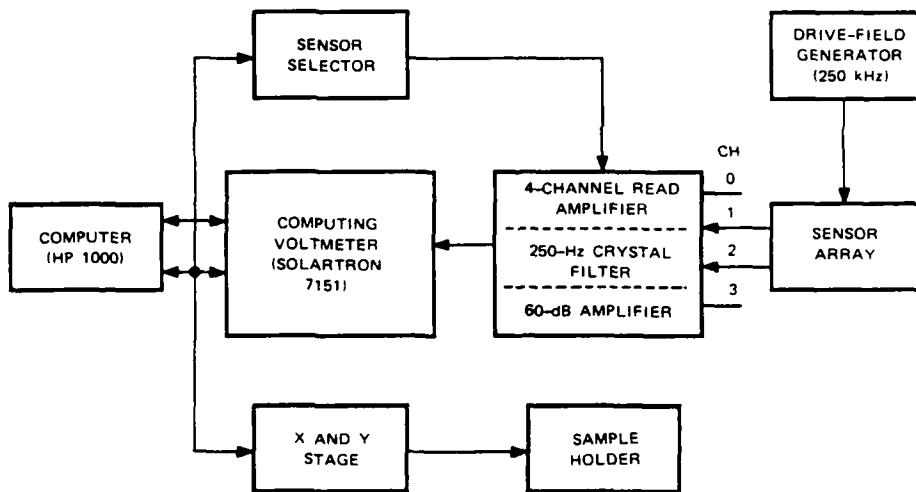 SENSOR
SELECTOR
DRIVE-FIELD
GENERATOR
(250 kHz)
CH
0
1
2
3
4-CHANNEL READ
AMPLIFIER
250-Hz CRYSTAL
FILTER
60-dB AMPLIFIER
COMPUTER
(HP 1000)
COMPUTING
VOLTMETER
(SOLARTRON
7151)
SENSOR
ARRAY
X AND Y
STAGE
SAMPLE
HOLDER